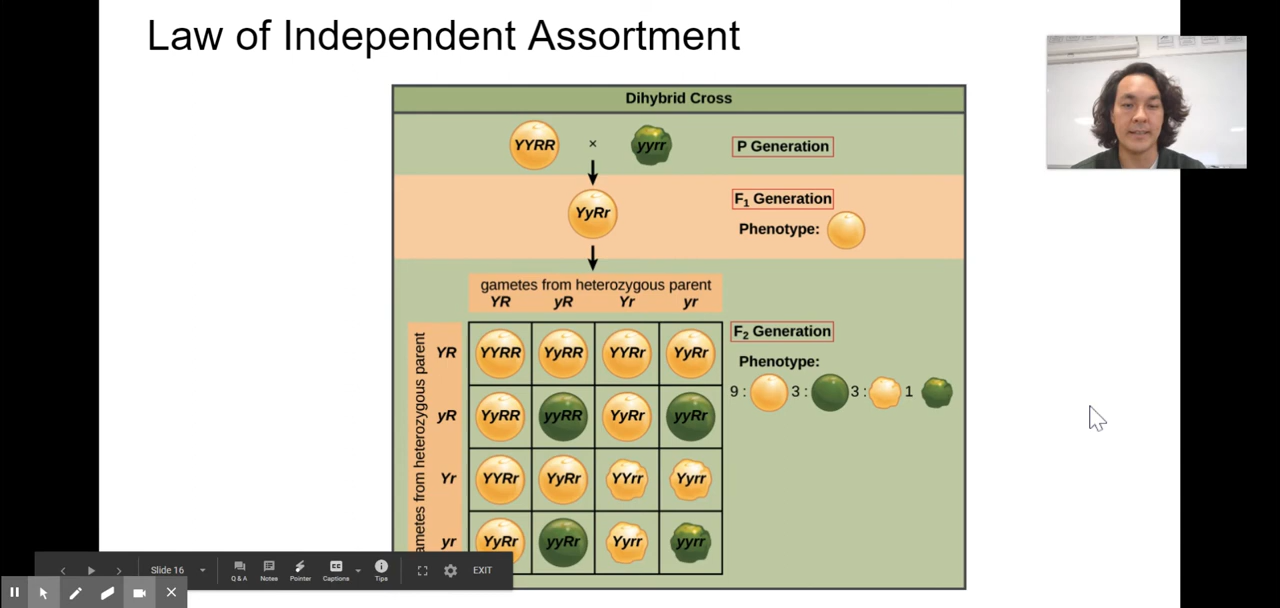 Law of Independent Assortment
Dihybrid Cross
YYRR × yyrr P Generation
YyRr F1 Generation
Phenotype:
gametes from heterozygous parent
YR yR Yr yr
ametes from heterozygous parent
F2 Generation
Phenotype:
9 : 3 : 3 : 1
YR YYRR YyRR YYRr YyRr
yR YyRR yyRR YyRr yyRr
Yr YYRr YyRr YYrr Yyrr
yr YyRr yyRr Yyrr yyrr
Slide 16 Q & A Notes Pointer Captions Tips EXIT